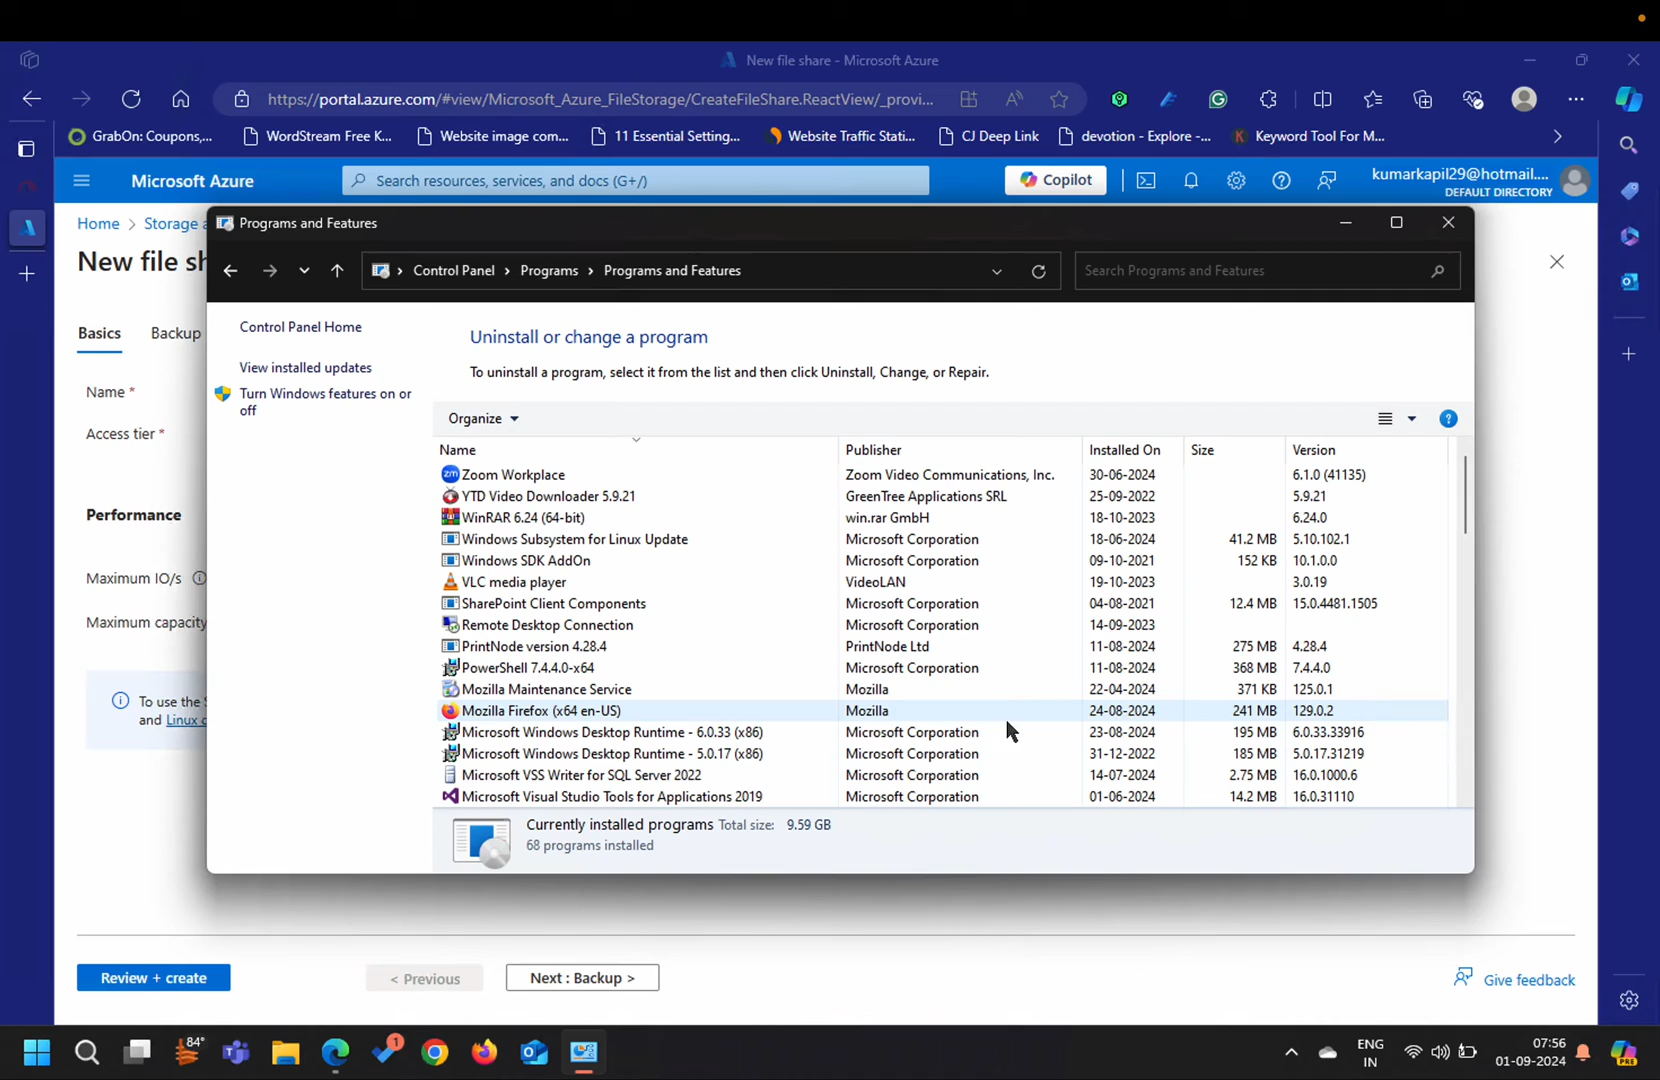 New file share - Microsoft Azure
https://portal.azure.com/#view/Microsoft_Azure_FileStorage/CreateFileShare.ReactView/_provi...
GrabOn: Coupons,... WordStream Free K... Website image com... 11 Essential Setting... Website Traffic Stati... CJ Deep Link devotion - Explore -... Keyword Tool For M...
Microsoft Azure
Search resources, services, and docs (G+/)
Copilot
kumarkapil29@hotmail....
DEFAULT DIRECTORY
Home > Storage a
New file sh
Basics Backup
Name *
Access tier *
Performance
Maximum IO/s
Maximum capacity
To use the S
and Linux c
Programs and Features
Control Panel > Programs > Programs and Features
Search Programs and Features
Control Panel Home
View installed updates
Turn Windows features on or
off
Uninstall or change a program
To uninstall a program, select it from the list and then click Uninstall, Change, or Repair.
Organize
Name Publisher Installed On Size Version
Zoom Workplace Zoom Video Communications, Inc. 30-06-2024 6.1.0 (41135)
YTD Video Downloader 5.9.21 GreenTree Applications SRL 25-09-2022 5.9.21
WinRAR 6.24 (64-bit) win.rar GmbH 18-10-2023 6.24.0
Windows Subsystem for Linux Update Microsoft Corporation 18-06-2024 41.2 MB 5.10.102.1
Windows SDK AddOn Microsoft Corporation 09-10-2021 152 KB 10.1.0.0
VLC media player VideoLAN 19-10-2023 3.0.19
SharePoint Client Components Microsoft Corporation 04-08-2021 12.4 MB 15.0.4481.1505
Remote Desktop Connection Microsoft Corporation 14-09-2023
PrintNode version 4.28.4 PrintNode Ltd 11-08-2024 275 MB 4.28.4
PowerShell 7.4.4.0-x64 Microsoft Corporation 11-08-2024 368 MB 7.4.4.0
Mozilla Maintenance Service Mozilla 22-04-2024 371 KB 125.0.1
Mozilla Firefox (x64 en-US) Mozilla 24-08-2024 241 MB 129.0.2
Microsoft Windows Desktop Runtime - 6.0.33 (x86) Microsoft Corporation 23-08-2024 195 MB 6.0.33.33916
Microsoft Windows Desktop Runtime - 5.0.17 (x86) Microsoft Corporation 31-12-2022 185 MB 5.0.17.31219
Microsoft VSS Writer for SQL Server 2022 Microsoft Corporation 14-07-2024 2.75 MB 16.0.1000.6
Microsoft Visual Studio Tools for Applications 2019 Microsoft Corporation 01-06-2024 14.2 MB 16.0.31110
Currently installed programs Total size: 9.59 GB
68 programs installed
Review + create
< Previous
Next : Backup >
Give feedback
84°
1
ENG
IN
07:56
01-09-2024
PRE